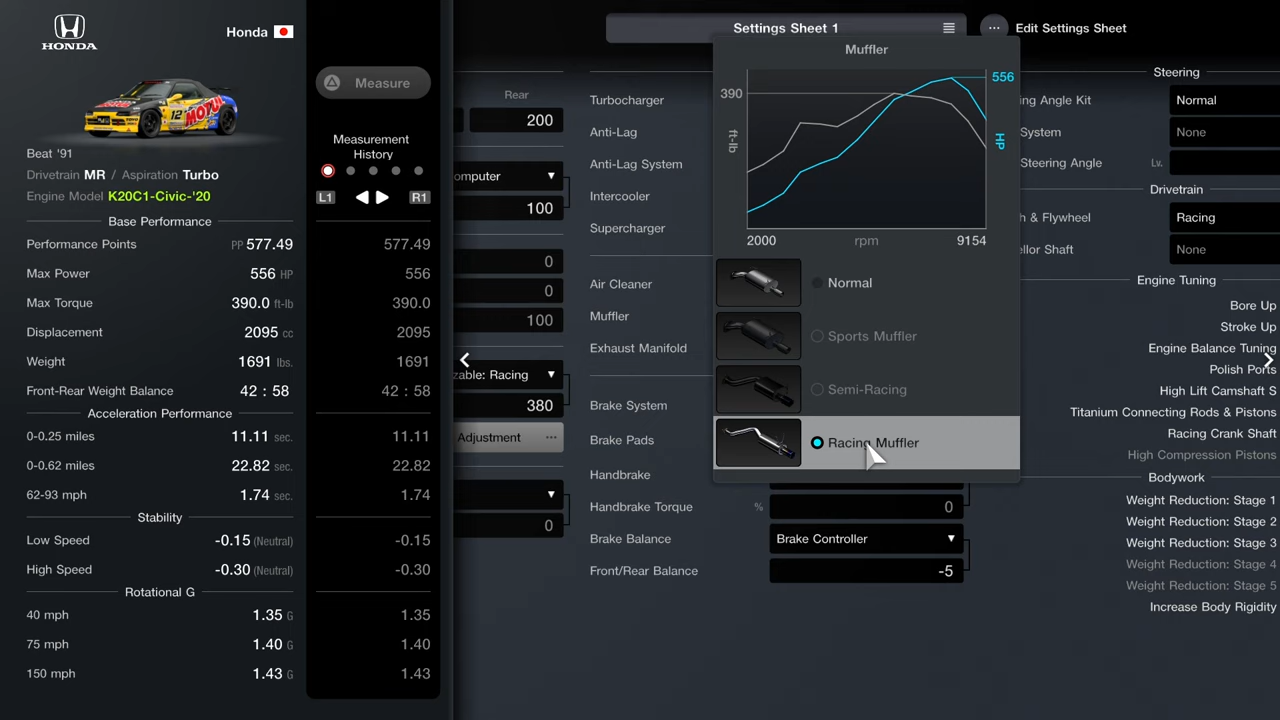 HONDA
Honda
Beat '91
Drivetrain MR / Aspiration Turbo
Engine Model K20C1-Civic-'20
Base Performance
Performance Points PP 577.49
Max Power 556 HP
Max Torque 390.0 ft-lb
Displacement 2095 cc
Weight 1691 lbs.
Front-Rear Weight Balance 42 : 58
Acceleration Performance
0-0.25 miles 11.11 sec.
0-0.62 miles 22.82 sec.
62-93 mph 1.74 sec.
Stability
Low Speed -0.15 (Neutral)
High Speed -0.30 (Neutral)
Rotational G
40 mph 1.35 G
75 mph 1.40 G
150 mph 1.43 G
MOTUL
12
Measure
Measurement
History
L1 R1
577.49
556
390.0
2095
1691
42 : 58
11.11
22.82
1.74
-0.15
-0.30
1.35
1.40
1.43
Rear
200
omputer
100
0
0
100
zable: Racing
380
Adjustment ...
0
Settings Sheet 1
... Edit Settings Sheet
Turbocharger
Anti-Lag
Anti-Lag System
Intercooler
Supercharger
Air Cleaner
Muffler
Exhaust Manifold
Brake System
Brake Pads
Handbrake
Handbrake Torque % 0
Brake Balance Brake Controller
Front/Rear Balance -5
Muffler
556
390
ft-lb
HP
2000 rpm 9154
Normal
Sports Muffler
Semi-Racing
Racing Muffler
Steering
ing Angle Kit Normal
System None
Steering Angle Lv.
Drivetrain
h & Flywheel Racing
ellor Shaft None
Engine Tuning
Bore Up
Stroke Up
Engine Balance Tuning
Polish Ports
High Lift Camshaft S
Titanium Connecting Rods & Pistons
Racing Crank Shaft
High Compression Pistons
Bodywork
Weight Reduction: Stage 1
Weight Reduction: Stage 2
Weight Reduction: Stage 3
Weight Reduction: Stage 4
Weight Reduction: Stage 5
Increase Body Rigidity